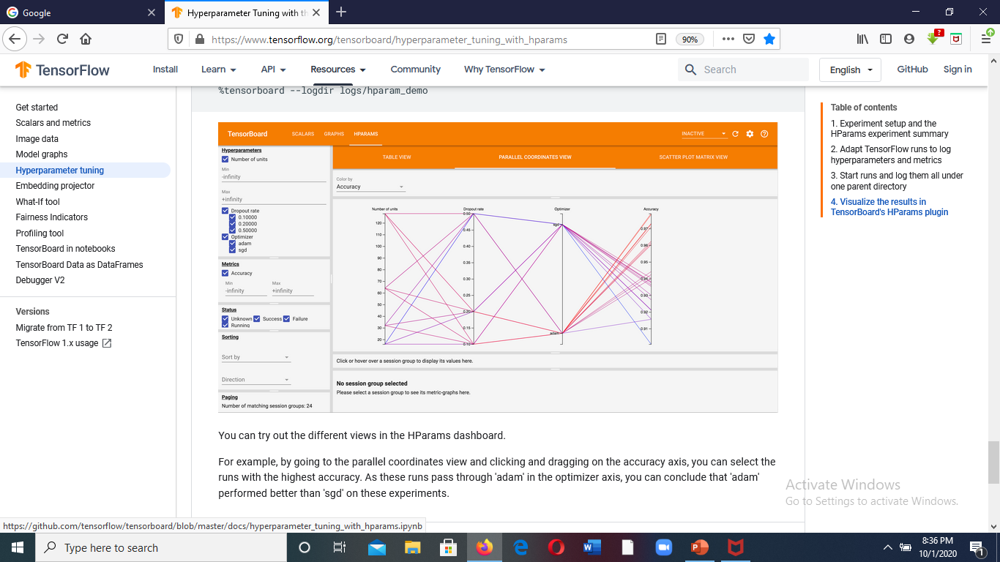 Google
Hyperparameter Tuning with th
https://www.tensorflow.org/tensorboard/hyperparameter_tuning_with_hparams
90%
TensorFlow
Install
Learn
API
Resources
Community
Why TensorFlow
Search
English
GitHub
Sign in
Get started
Scalars and metrics
Image data
Model graphs
Hyperparameter tuning
Embedding projector
What-If tool
Fairness Indicators
Profiling tool
TensorBoard in notebooks
TensorBoard Data as DataFrames
Debugger V2
Versions
Migrate from TF 1 to TF 2
TensorFlow 1.x usage
%tensorboard --logdir logs/hparam_demo
TensorBoard
SCALARS
GRAPHS
HPARAMS
INACTIVE
Hyperparameters
Number of units
Min
-infinity
Max
+infinity
Dropout rate
0.10000
0.20000
0.50000
Optimizer
adam
sgd
Metrics
Accuracy
Min
Max
-infinity
+infinity
Status
Unknown Success Failure
Running
Sorting
Sort by
Direction
Paging
Number of matching session groups: 24
TABLE VIEW
PARALLEL COORDINATES VIEW
SCATTER PLOT MATRIX VIEW
Color by
Accuracy
Number of units
120
110
100
90
80
70
60
50
40
30
20
Dropout rate
0.50
0.45
0.40
0.35
0.30
0.25
0.20
0.15
0.10
Optimizer
sgd
adam
Accuracy
0.97
0.96
0.95
0.94
0.93
0.92
0.91
Click or hover over a session group to display its values here.
No session group selected
Please select a session group to see its metric-graphs here.
You can try out the different views in the HParams dashboard.
For example, by going to the parallel coordinates view and clicking and dragging on the accuracy axis, you can select the
runs with the highest accuracy. As these runs pass through 'adam' in the optimizer axis, you can conclude that 'adam'
performed better than 'sgd' on these experiments.
Table of contents
1. Experiment setup and the
HParams experiment summary
2. Adapt TensorFlow runs to log
hyperparameters and metrics
3. Start runs and log them all under
one parent directory
4. Visualize the results in
TensorBoard's HParams plugin
Activate Windows
Go to Settings to activate Windows.
https://github.com/tensorflow/tensorboard/blob/master/docs/hyperparameter_tuning_with_hparams.ipynb
Type here to search
8:36 PM
10/1/2020
1